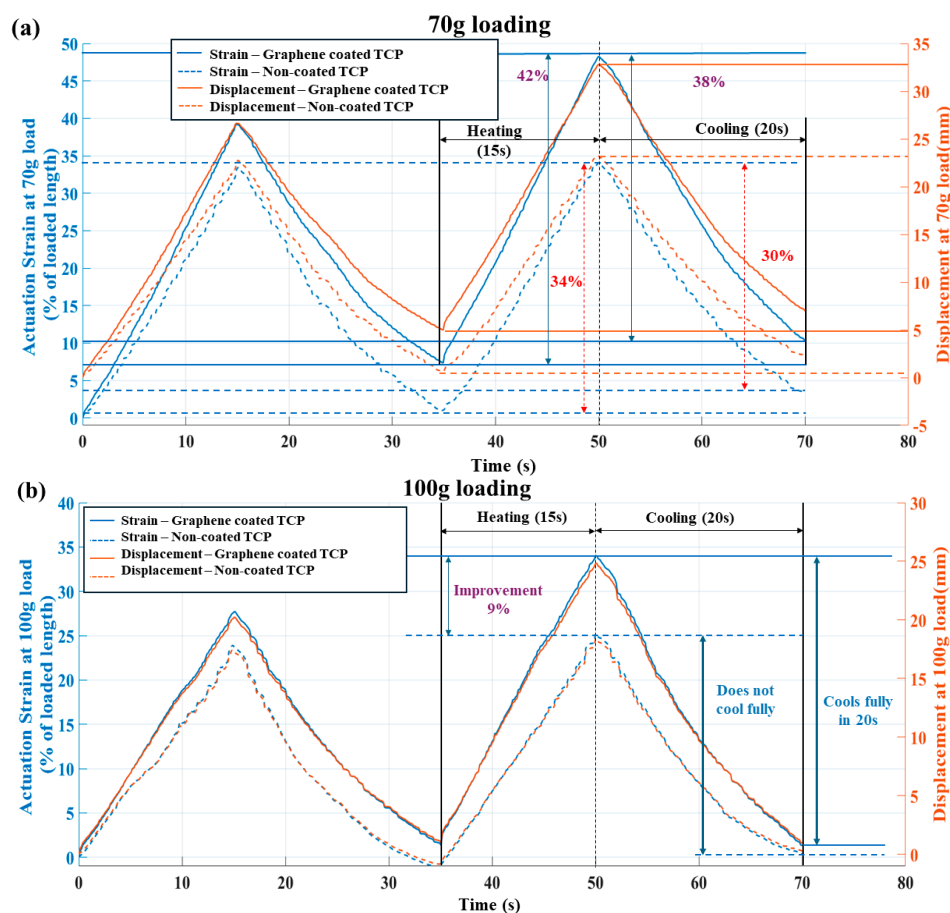 (a)
70g loading
Strain – Graphene coated TCP
Strain – Non-coated TCP
Displacement – Graphene coated TCP
Displacement – Non-coated TCP
Actuation Strain at 70g load
(% of loaded length)
50
45
40
35
30
25
20
15
10
5
0
42%
38%
Heating
(15s)
Cooling (20s)
34%
30%
35
30
25
20
15
10
5
0
-5
Displacement at 70g load(mm)
0
10
20
30
40
50
60
70
80
Time (s)
(b)
100g loading
Strain – Graphene coated TCP
Strain – Non-coated TCP
Displacement – Graphene coated TCP
Displacement – Non-coated TCP
Actuation Strain at 100g load
(% of loaded length)
40
35
30
25
20
15
10
5
0
Heating (15s)
Cooling (20s)
Improvement
9%
Does not
cool fully
Cools fully
in 20s
30
25
20
15
10
5
0
Displacement at 100g load(mm)
0
10
20
30
40
50
60
70
80
Time (s)